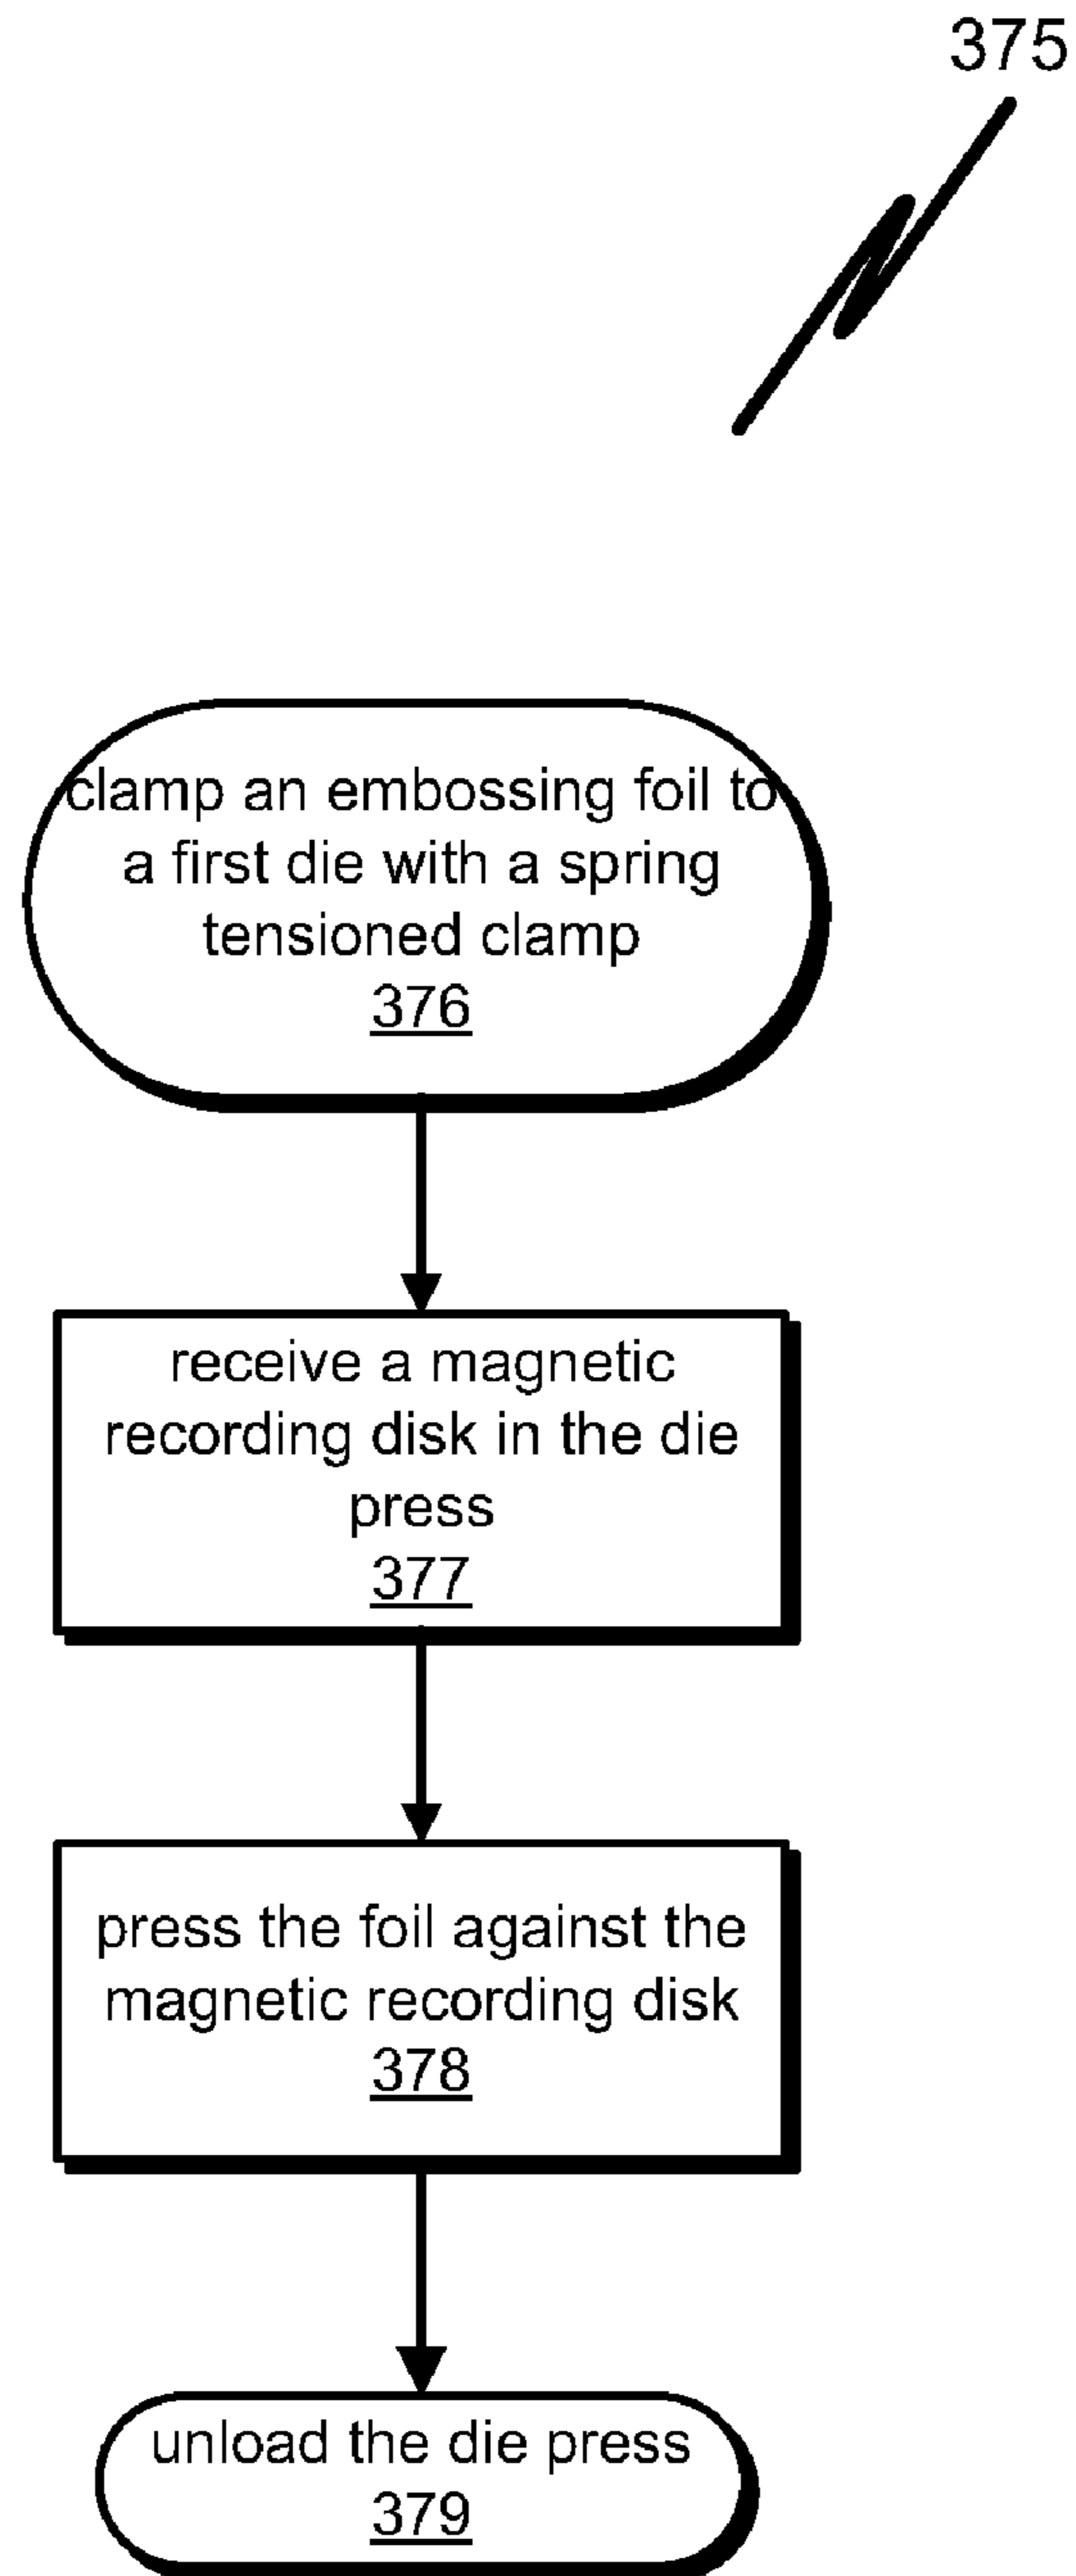 375
clamp an embossing foil to
a first die with a spring
tensioned clamp
376
receive a magnetic
recording disk in the die
press
377
press the foil against the
magnetic recording disk
378
unload the die press
379